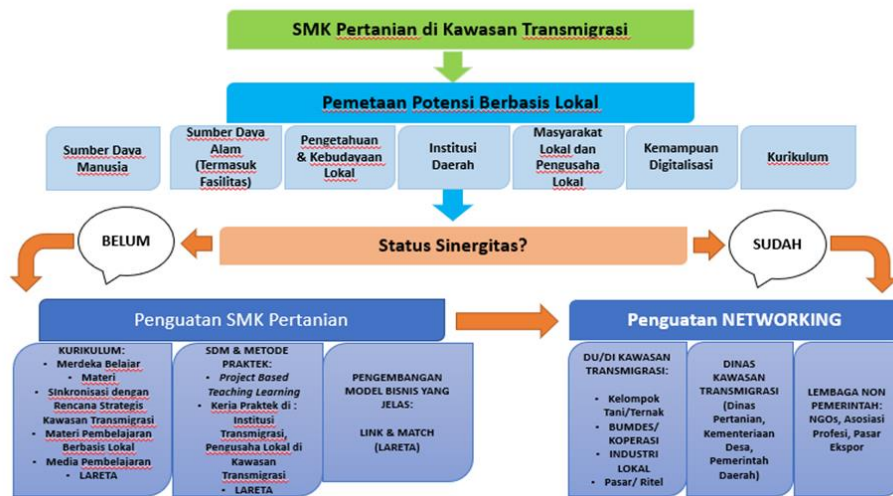 SMK Pertanian di Kawasan Transmigrasi
Pemetaan Potensi Berbasis Lokal
Sumber Daya
Manusia
Sumber Daya
Alam
(Termasuk
Fasilitas)
Pengetahuan
& Kebudayaan
Lokal
Institusi
Daerah
Masyarakat
Lokal dan
Pengusaha
Lokal
Kemampuan
Digitalisasi
Kurikulum
BELUM
Status Sinergitas?
SUDAH
Penguatan SMK Pertanian
Penguatan NETWORKING
KURIKULUM:
• Merdeka Belajar
• Materi
• SInkronisasi dengan
Rencana Strategis
Kawasan Transmigrasi
• Materi Pembelajaran
Berbasis Lokal
• Media Pembelajaran
• LARETA
SDM & METODE
PRAKTEK:
• Project Based
Teaching Learning
• Kerja Praktek di :
Institusi
Transmigrasi,
Pengusaha Lokal di
Kawasan
Transmigrasi
• LARETA
PENGEMBANGAN
MODEL BISNIS YANG
JELAS:
LINK & MATCH
(LARETA)
DU/DI KAWASAN
TRANSMIGRASI:
• Kelompok
Tani/Ternak
• BUMDES/
KOPERASI
• INDUSTRI
LOKAL
• Pasar/ Ritel
DINAS
KAWASAN
TRANSMIGRASI
(Dinas
Pertanian,
Kementeriaan
Desa,
Pemerintah
Daerah)
LEMBAGA NON
PEMERINTAH:
NGOs, Asosiasi
Profesi, Pasar
Ekspor